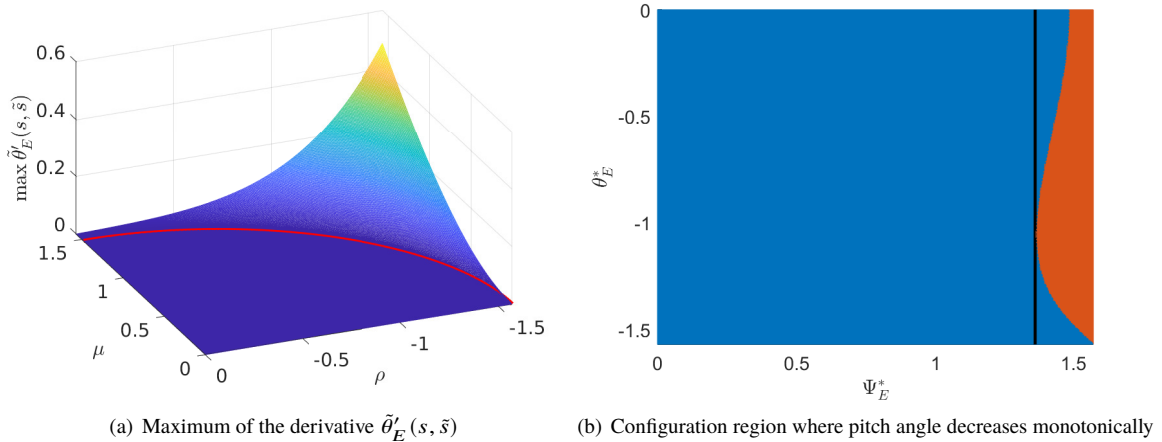 0.6
0.4
0.2
0
max θ̃′_E(s, s̃)
1.5
1
0.5
0
μ
0
-0.5
-1
-1.5
ρ
(a) Maximum of the derivative θ̃′_E(s, s̃)
0
-0.5
-1
-1.5
θ*_E
0
0.5
1
1.5
Ψ*_E
(b) Configuration region where pitch angle decreases monotonically